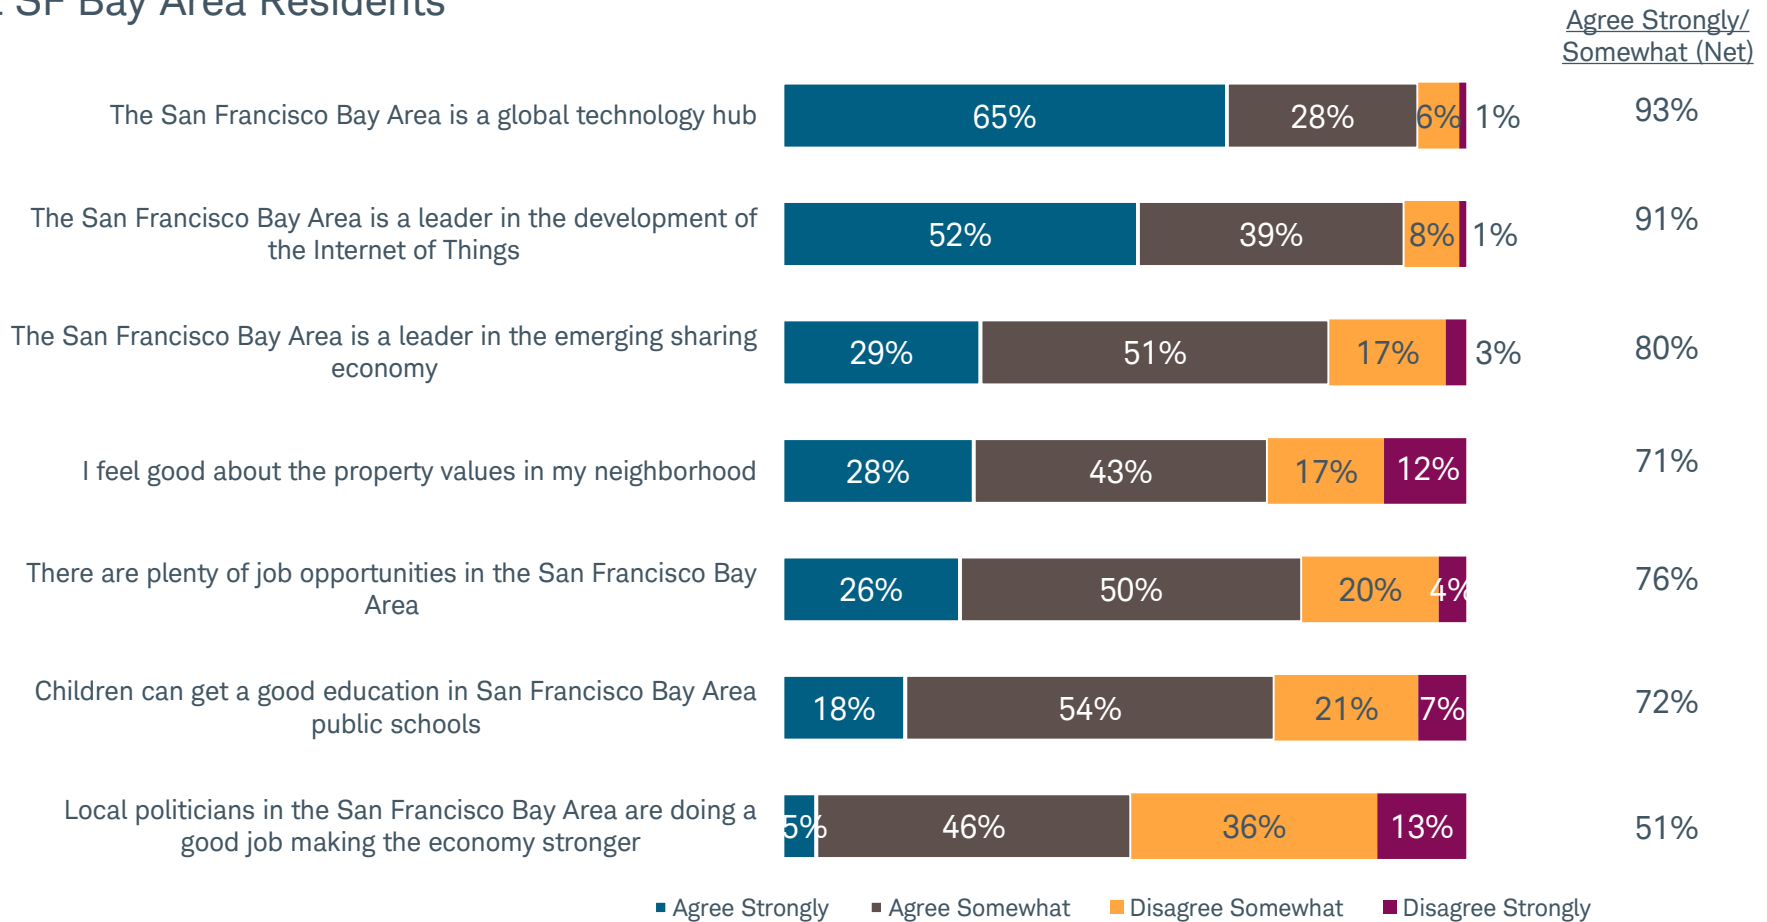 SF Bay Area Residents
Agree Strongly/
Somewhat (Net)
The San Francisco Bay Area is a global technology hub
65% 28% 6% 1% 93%
The San Francisco Bay Area is a leader in the development of
the Internet of Things
52% 39% 8% 1% 91%
The San Francisco Bay Area is a leader in the emerging sharing
economy
29% 51% 17% 3% 80%
I feel good about the property values in my neighborhood
28% 43% 17% 12% 71%
There are plenty of job opportunities in the San Francisco Bay
Area
26% 50% 20% 4% 76%
Children can get a good education in San Francisco Bay Area
public schools
18% 54% 21% 7% 72%
Local politicians in the San Francisco Bay Area are doing a
good job making the economy stronger
5% 46% 36% 13% 51%
Agree Strongly Agree Somewhat Disagree Somewhat Disagree Strongly